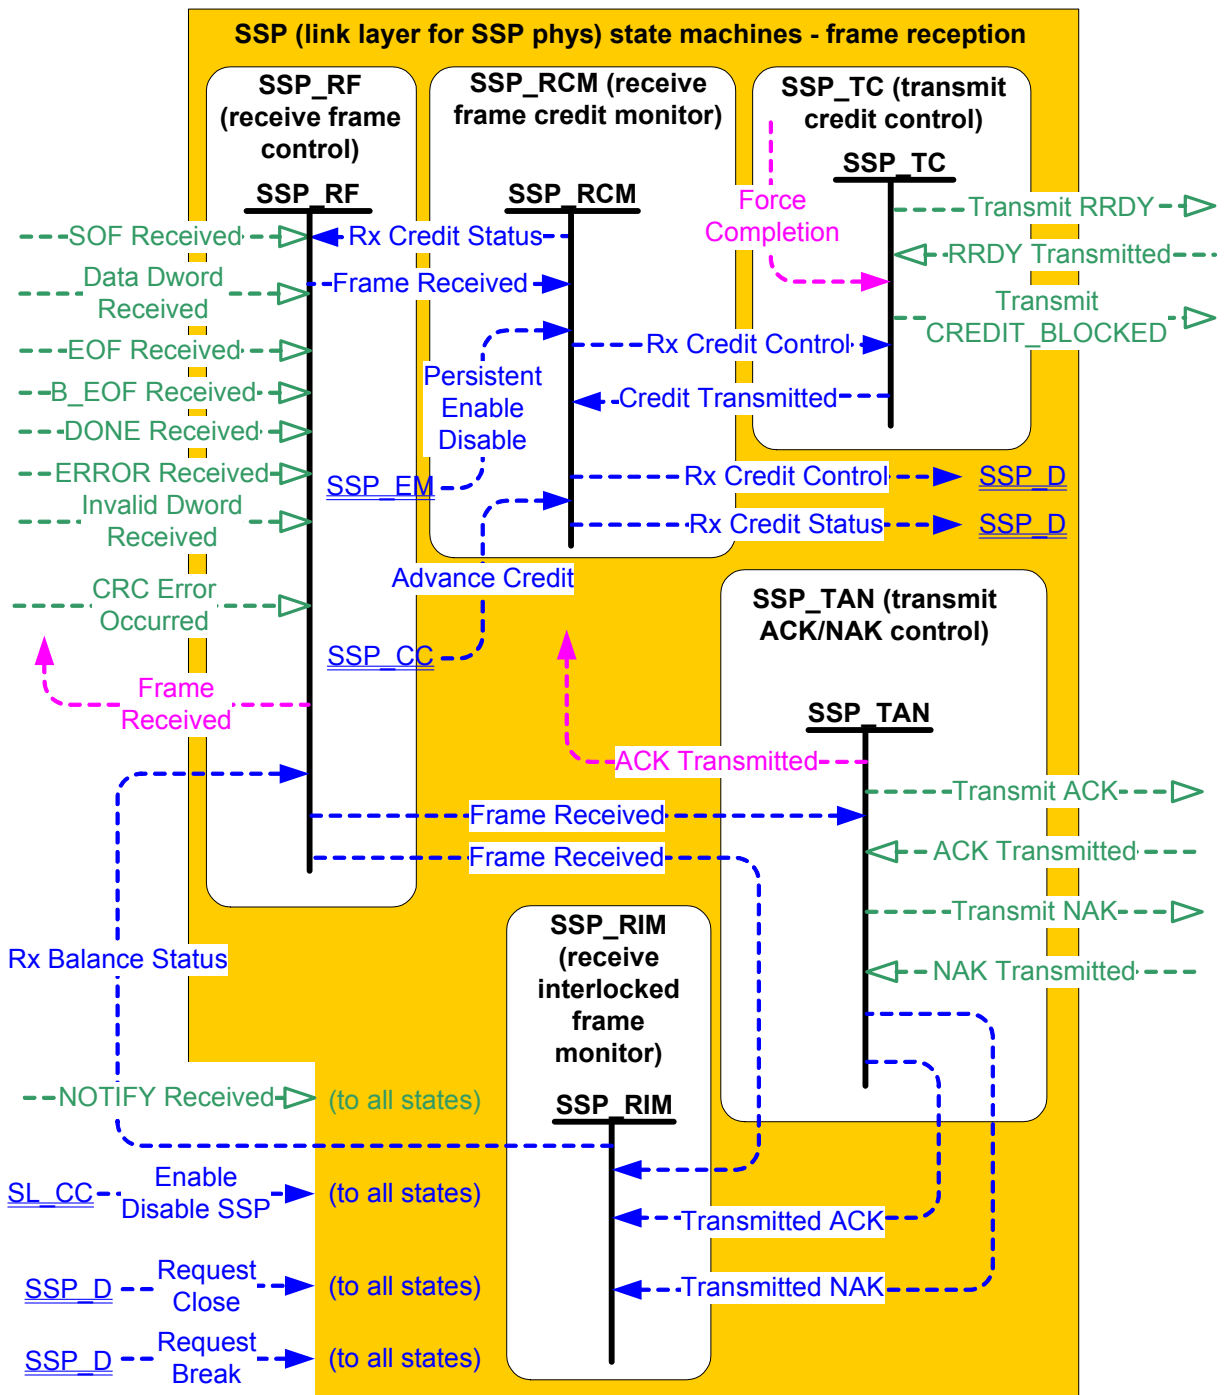 SSP (link layer for SSP phys) state machines - frame reception
SSP_RF
(receive frame
control)
SSP_RF
SOF Received
Data Dword
Received
EOF Received
B_EOF Received
DONE Received
ERROR Received
Invalid Dword
Received
CRC Error
Occurred
Frame
Received
SSP_RCM (receive
frame credit monitor)
SSP_RCM
Rx Credit Status
Frame Received
Persistent
Enable
Disable
SSP_EM
Advance Credit
SSP_CC
SSP_TC (transmit
credit control)
SSP_TC
Force
Completion
Transmit RRDY
RRDY Transmitted
Transmit
CREDIT_BLOCKED
Rx Credit Control
Credit Transmitted
Rx Credit Control
SSP_D
Rx Credit Status
SSP_D
SSP_TAN (transmit
ACK/NAK control)
SSP_TAN
ACK Transmitted
Transmit ACK
Frame Received
ACK Transmitted
Frame Received
Transmit NAK
NAK Transmitted
Rx Balance Status
SSP_RIM
(receive
interlocked
frame
monitor)
SSP_RIM
NOTIFY Received
(to all states)
SL_CC
Enable
Disable SSP
(to all states)
Transmitted ACK
SSP_D
Request
Close
(to all states)
Transmitted NAK
SSP_D
Request
Break
(to all states)